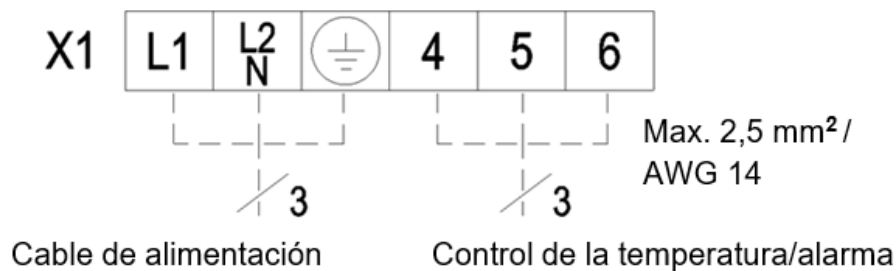 X1 L1 L2 N 4 5 6
Max. 2,5 mm² /
AWG 14
3 3
Cable de alimentación Control de la temperatura/alarma